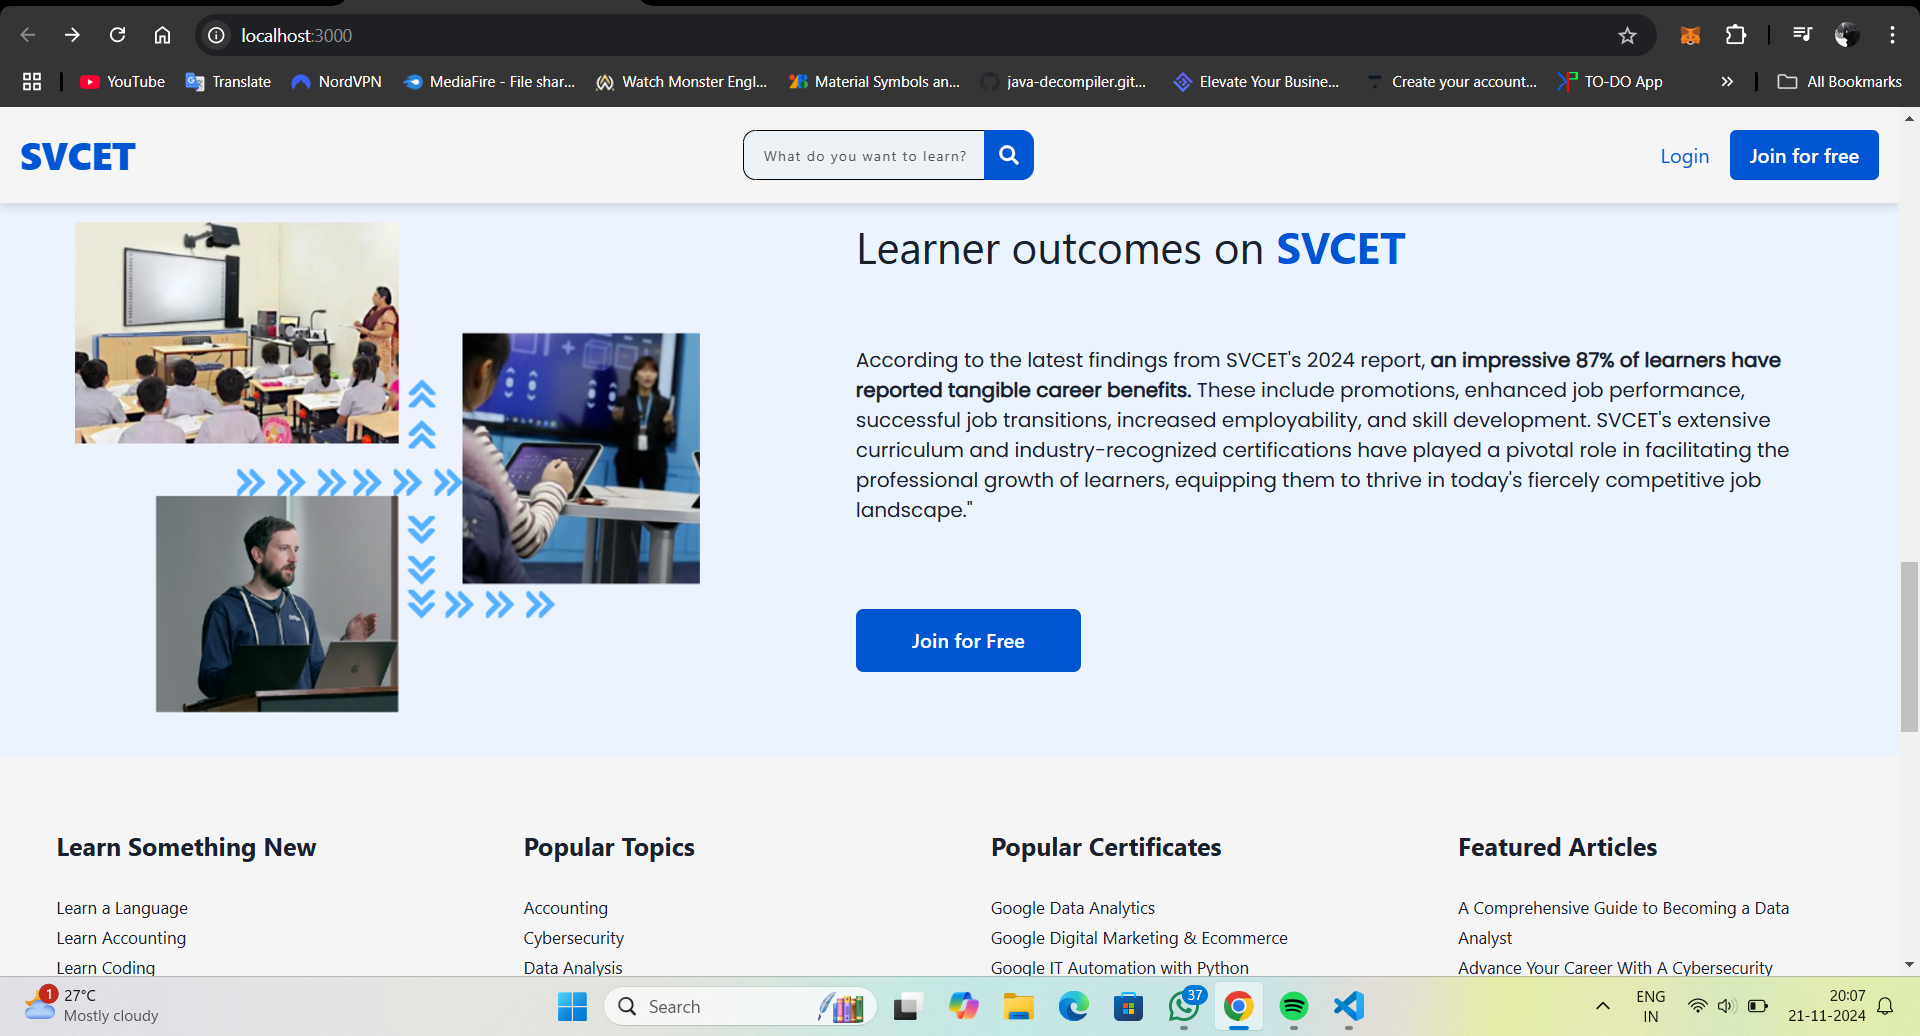 localhost:3000
YouTube
Translate
NordVPN
MediaFire - File shar...
Watch Monster Engl...
Material Symbols an...
java-decompiler.git...
Elevate Your Busine...
Create your account...
TO-DO App
All Bookmarks
SVCET
What do you want to learn?
Login
Join for free
Learner outcomes on SVCET
According to the latest findings from SVCET's 2024 report, an impressive 87% of learners have
reported tangible career benefits. These include promotions, enhanced job performance,
successful job transitions, increased employability, and skill development. SVCET's extensive
curriculum and industry-recognized certifications have played a pivotal role in facilitating the
professional growth of learners, equipping them to thrive in today's fiercely competitive job
landscape."
Join for Free
Learn Something New
Learn a Language
Learn Accounting
Learn Coding
Popular Topics
Accounting
Cybersecurity
Data Analysis
Popular Certificates
Google Data Analytics
Google Digital Marketing & Ecommerce
Google IT Automation with Python
Featured Articles
A Comprehensive Guide to Becoming a Data
Analyst
Advance Your Career With A Cybersecurity
1
27°C
Mostly cloudy
Search
37
ENG
IN
20:07
21-11-2024